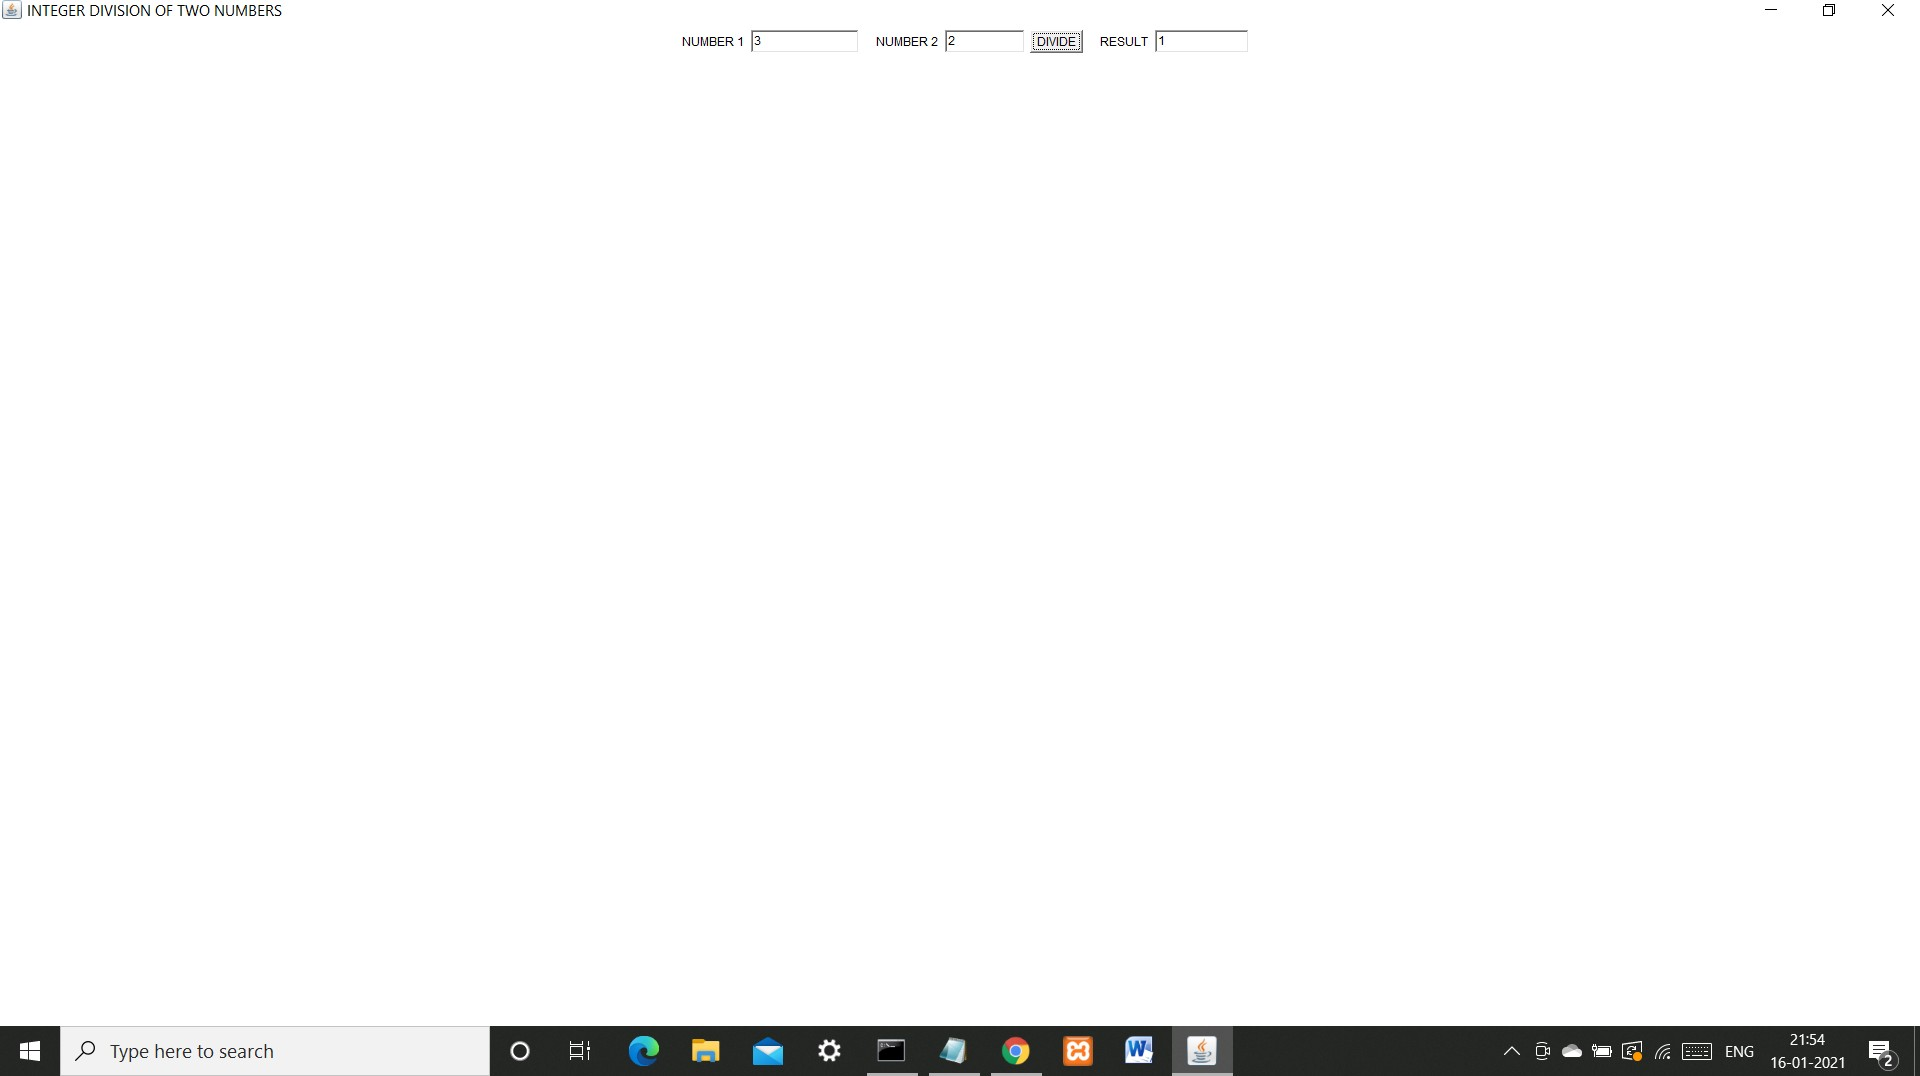 INTEGER DIVISION OF TWO NUMBERS
NUMBER 1 3 NUMBER 2 2 DIVIDE RESULT 1
Type here to search
ENG
21:54
16-01-2021
2